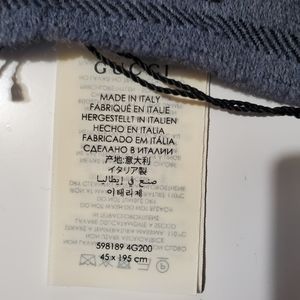 GUCCI
MADE IN ITALY
FABRIQUÉ EN ITALIE
HERGESTELLT IN ITALIEN
HECHO EN ITALIA
FABRICADO EM ITÁLIA
СДЕЛАНО В ИТАЛИИ
产地:意大利
イタリア製
صنع في إيطاليا
이태리제
598189 4G200
45 x 195 cm